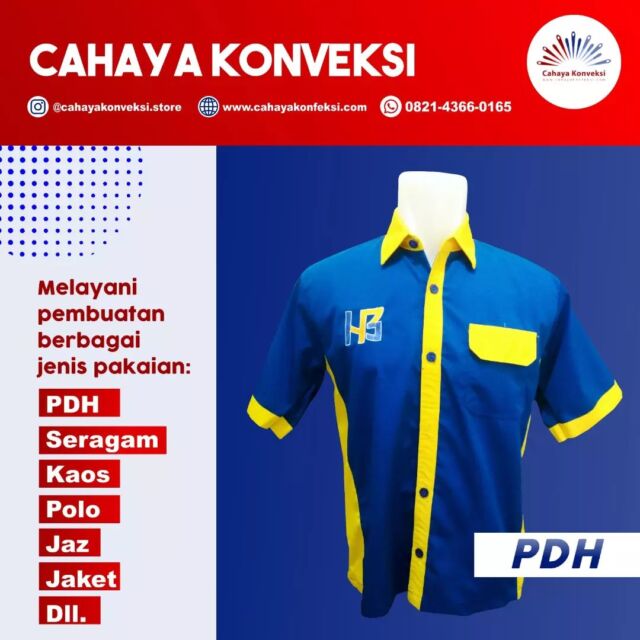 CAHAYA KONVEKSI
@cahayakonveksi.store
www.cahayakonfeksi.com
0821-4366-0165
Cahaya Konveksi
Melayani
pembuatan
berbagai
jenis pakaian:
PDH
Seragam
Kaos
Polo
Jaz
Jaket
Dll.
HB
PDH